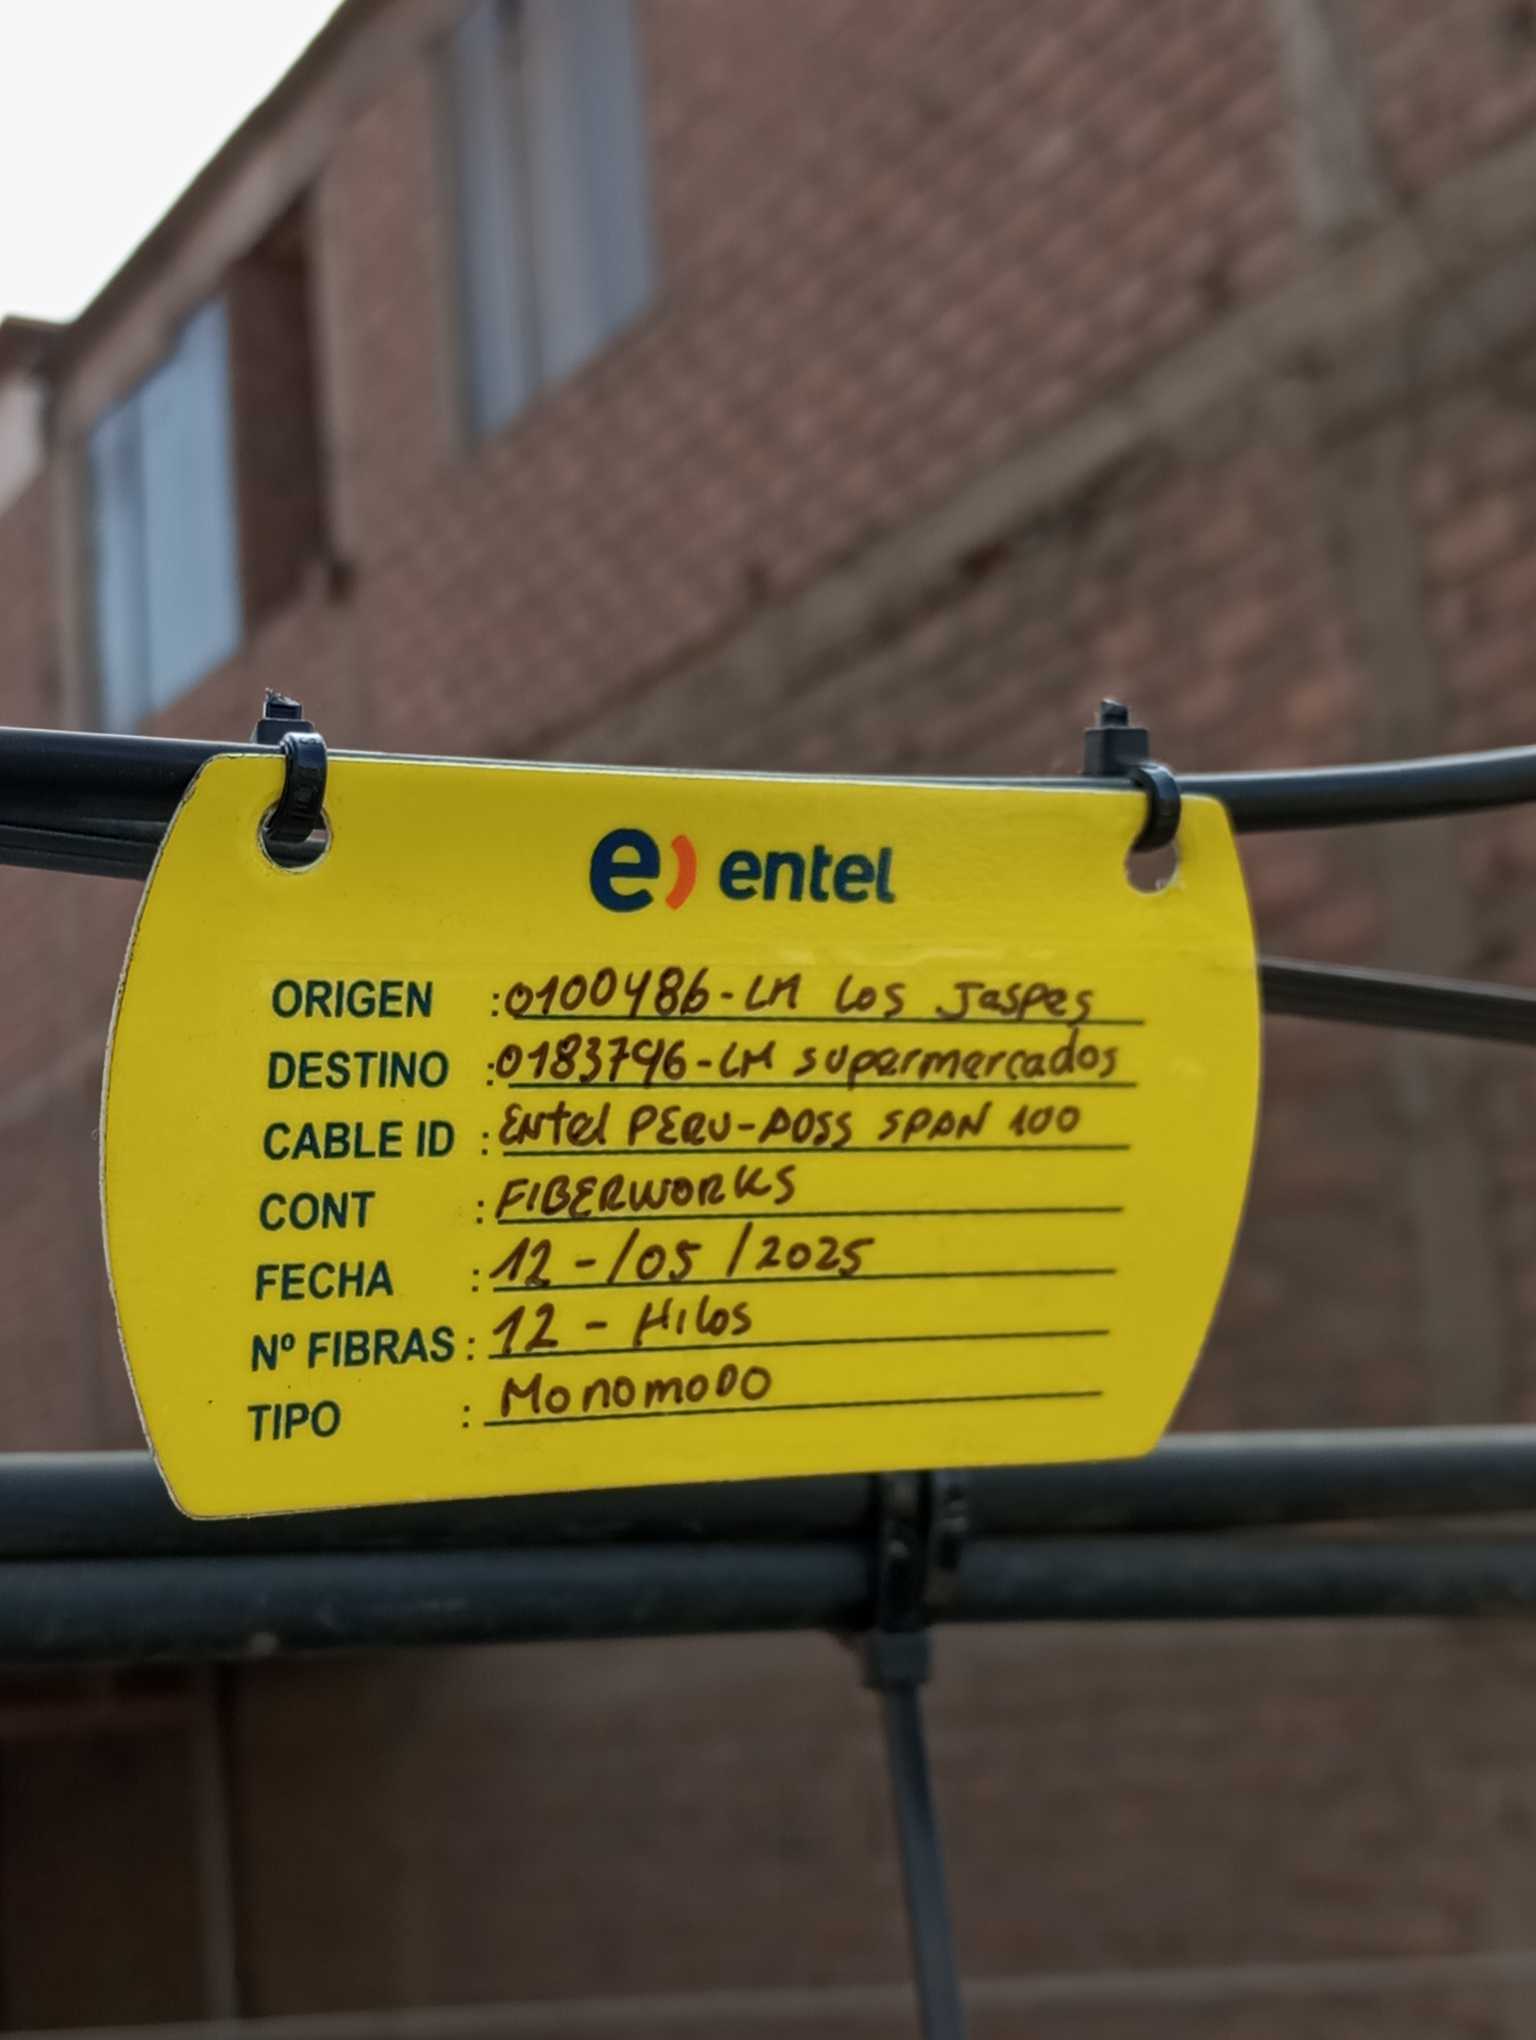 e) entel
ORIGEN :0100486-LM Los Jaspes
DESTINO :0183796-LM supermercados
CABLE ID : Entel PERU-ADSS SPAN 100
CONT : FIBERWORKS
FECHA : 12-/05/2025
Nº FIBRAS : 12 - Hilos
TIPO : Monomodo